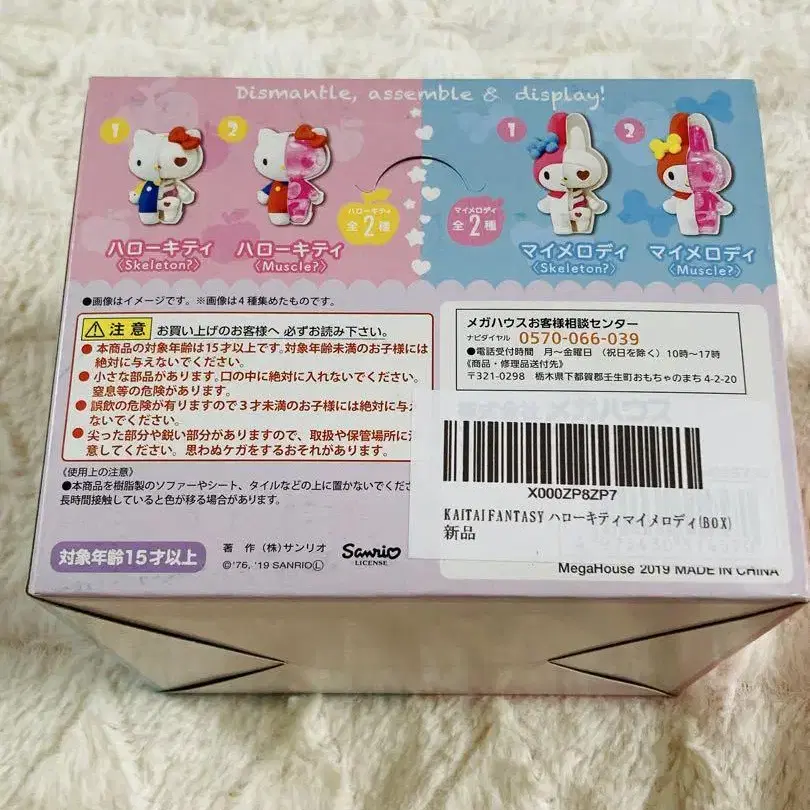 Dismantle, assemble & display!
1
2
1
2
ハローキティ
〈Skeleton?〉
ハローキティ
〈Muscle?〉
ハローキティ
全2種
マイメロディ
全2種
マイメロディ
〈Skeleton?〉
マイメロディ
〈Muscle?〉
●画像はイメージです。※画像は4種集めたものです。
注意 お買い上げのお客様へ 必ずお読み下さい。
●本商品の対象年齢は15才以上です。対象年齢未満のお子様には
絶対に与えないでください。
●小さな部品があります。口の中に絶対に入れないでください。
窒息等の危険があります。
●誤飲の危険が有りますので3才未満のお子様には絶対に与え
ないでください。
●尖った部分や鋭い部分がありますので、取扱や保管場所に
意してください。思わぬケガをするおそれがあります。
〈使用上の注意〉
●本商品を樹脂製のソファーやシート、タイルなどの上に置かないでくだ
長時間接触していると色が移る場合があります。
対象年齢15才以上
著 作 (株)サンリオ
©'76, '19 SANRIO Ⓛ
Sanrio
LICENSE
メガハウスお客様相談センター
ナビダイヤル 0570-066-039
●電話受付時間 月〜金曜日 (祝日を除く) 10時〜17時
《商品・修理品送付先》
〒321-0298 栃木県下都賀郡壬生町おもちゃのまち4-2-20
X000ZP8ZP7
KAITAIFANTASY ハローキティマイメロディ(BOX)
新品
MegaHouse 2019 MADE IN CHINA